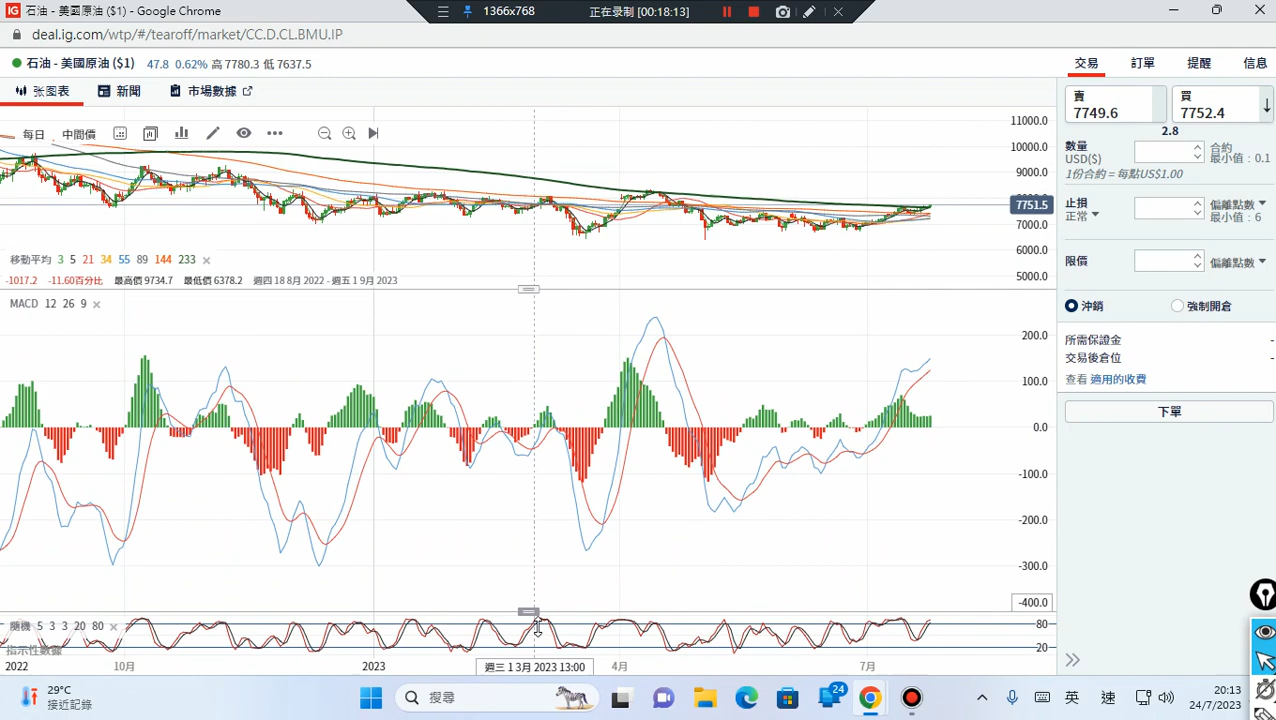 IG 石油 - 美國原油 ($1) - Google Chrome
1366x768
正在录制 [00:18:13]
deal.ig.com/wtp/#/tearoff/market/CC.D.CL.BMU.IP
石油 - 美國原油 ($1) 47.8 0.62% 高 7780.3 低 7637.5
交易 訂單 提醒 信息
张图表 新聞 市場數據
賣 7749.6
買 7752.4
2.8
每日 中間價
數量 USD($)
合約 最小值 : 0.1
1份合約 = 每點US$1.00
止損 正常
偏離點數 最小值 : 6
限價
偏離點數
沖銷 強制開倉
所需保證金 -
交易後倉位 -
查看 適用的收費
下單
11000.0
10000.0
9000.0
7751.5
7000.0
6000.0
5000.0
移動平均 3 5 21 34 55 89 144 233
-1017.2 -11.60百分比 最高價 9734.7 最低價 6378.2 週四 18 8月 2022 - 週五 1 9月 2023
MACD 12 26 9
200.0
100.0
0.0
-100.0
-200.0
-300.0
-400.0
隨機 5 3 3 20 80
80
20
指示性數據
2022 10月 2023 週三 1 3月 2023 13:00 4月 7月
29°C
接近記錄
搜尋
24
英 速
20:13
24/7/2023